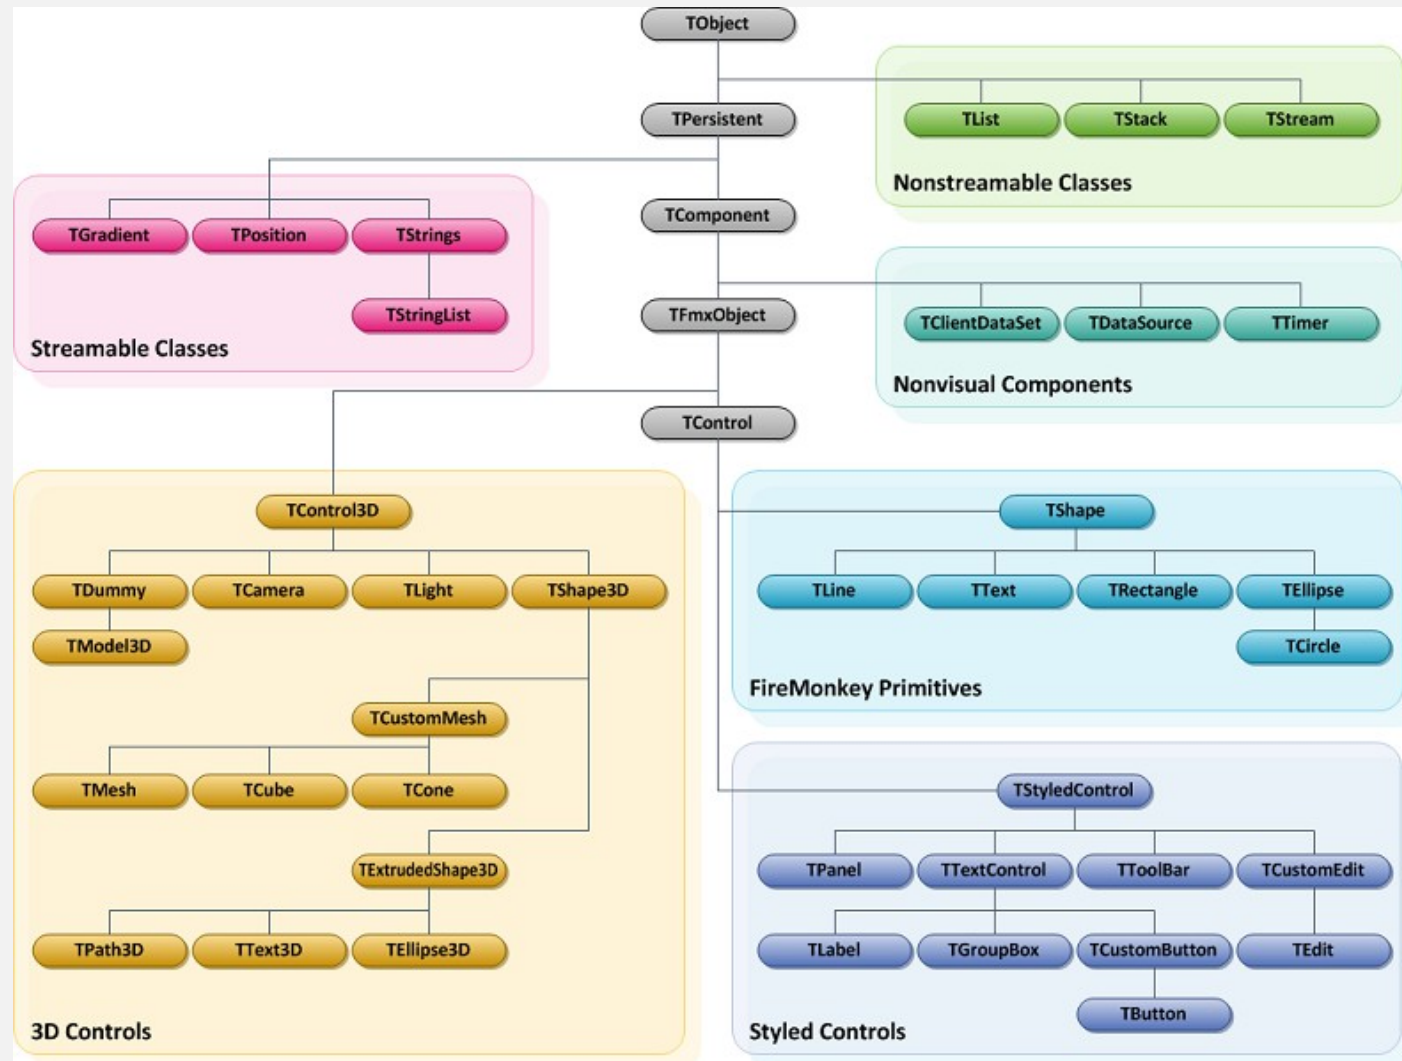 TObject
TPersistent
TList
TStack
TStream
Nonstreamable Classes
TComponent
TGradient
TPosition
TStrings
TStringList
Streamable Classes
TFmxObject
TClientDataSet
TDataSource
TTimer
Nonvisual Components
TControl
TControl3D
TDummy
TCamera
TLight
TShape3D
TModel3D
TCustomMesh
TMesh
TCube
TCone
TExtrudedShape3D
TPath3D
TText3D
TEllipse3D
3D Controls
TShape
TLine
TText
TRectangle
TEllipse
TCircle
FireMonkey Primitives
TStyledControl
TPanel
TTextControl
TToolBar
TCustomEdit
TLabel
TGroupBox
TCustomButton
TEdit
TButton
Styled Controls